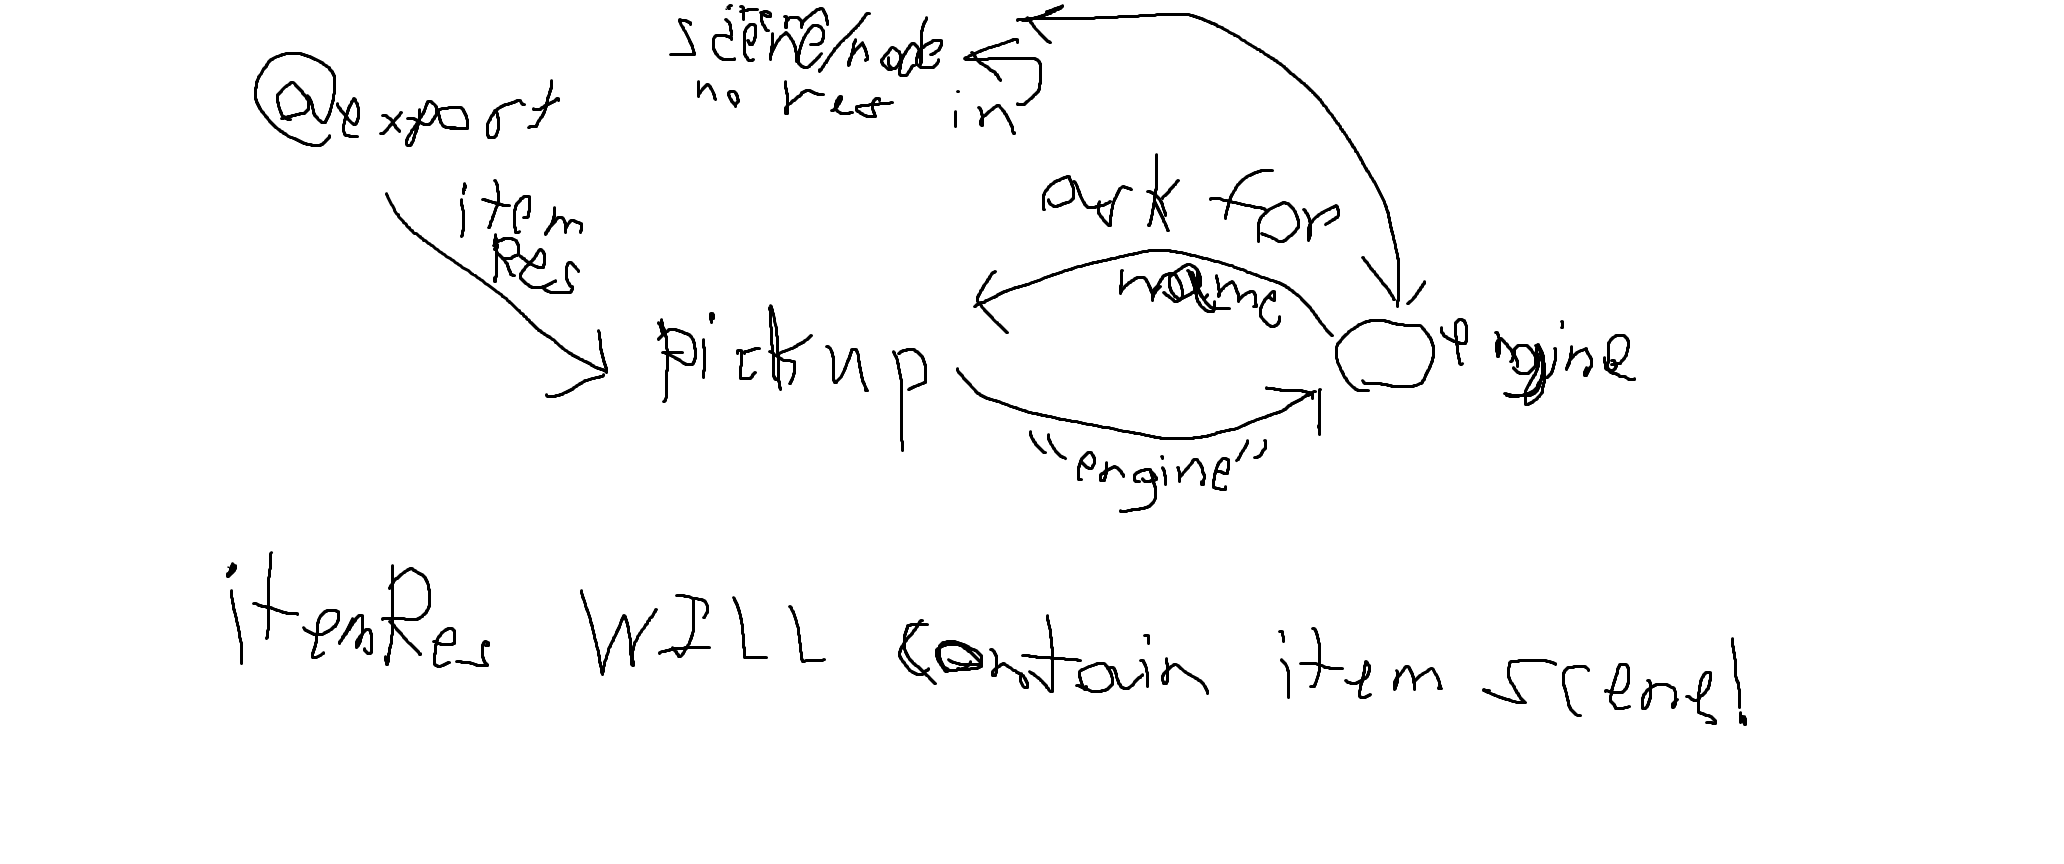 item
scene/node
no res in
@export
item
Res
ask for
name
pickup
engine
"engine"
itemRes WILL contain item scene!